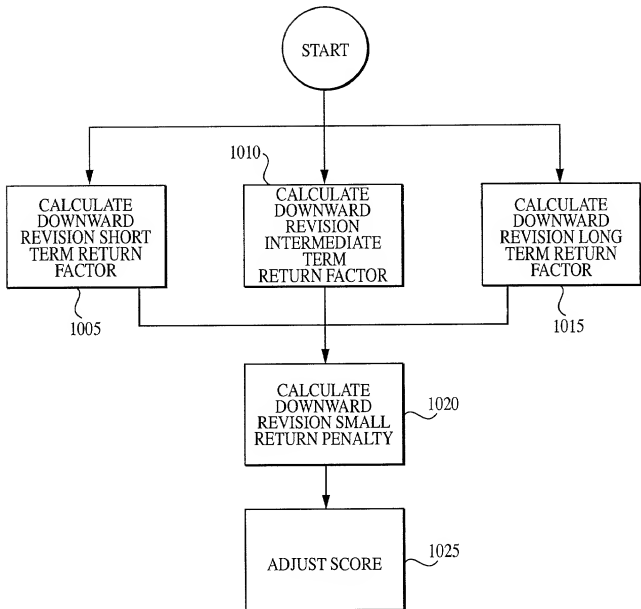 START
1010
CALCULATE
DOWNWARD
REVISION SHORT
TERM RETURN
FACTOR
1005
CALCULATE
DOWNWARD
REVISION
INTERMEDIATE
TERM
RETURN FACTOR
CALCULATE
DOWNWARD
REVISION LONG
TERM RETURN
FACTOR
1015
CALCULATE
DOWNWARD
REVISION SMALL
RETURN PENALTY
1020
ADJUST SCORE
1025